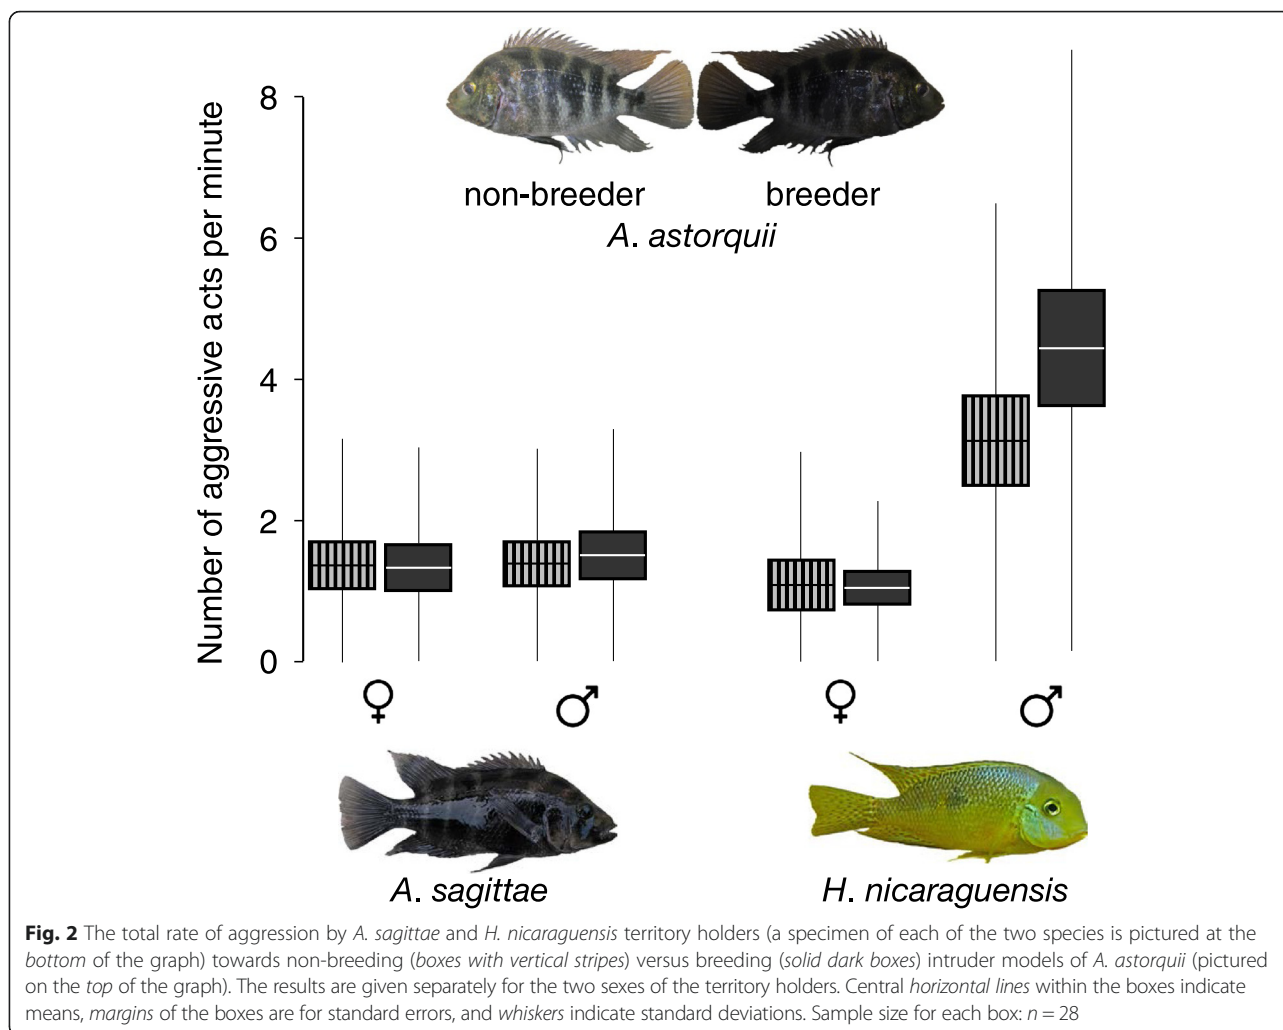 Number of aggressive acts per minute
8
6
4
2
0
non-breeder breeder
A. astorquii
♀ ♂ ♀ ♂
A. sagittae H. nicaraguensis
Fig. 2 The total rate of aggression by A. sagittae and H. nicaraguensis territory holders (a specimen of each of the two species is pictured at the
bottom of the graph) towards non-breeding (boxes with vertical stripes) versus breeding (solid dark boxes) intruder models of A. astorquii (pictured
on the top of the graph). The results are given separately for the two sexes of the territory holders. Central horizontal lines within the boxes indicate
means, margins of the boxes are for standard errors, and whiskers indicate standard deviations. Sample size for each box: n = 28